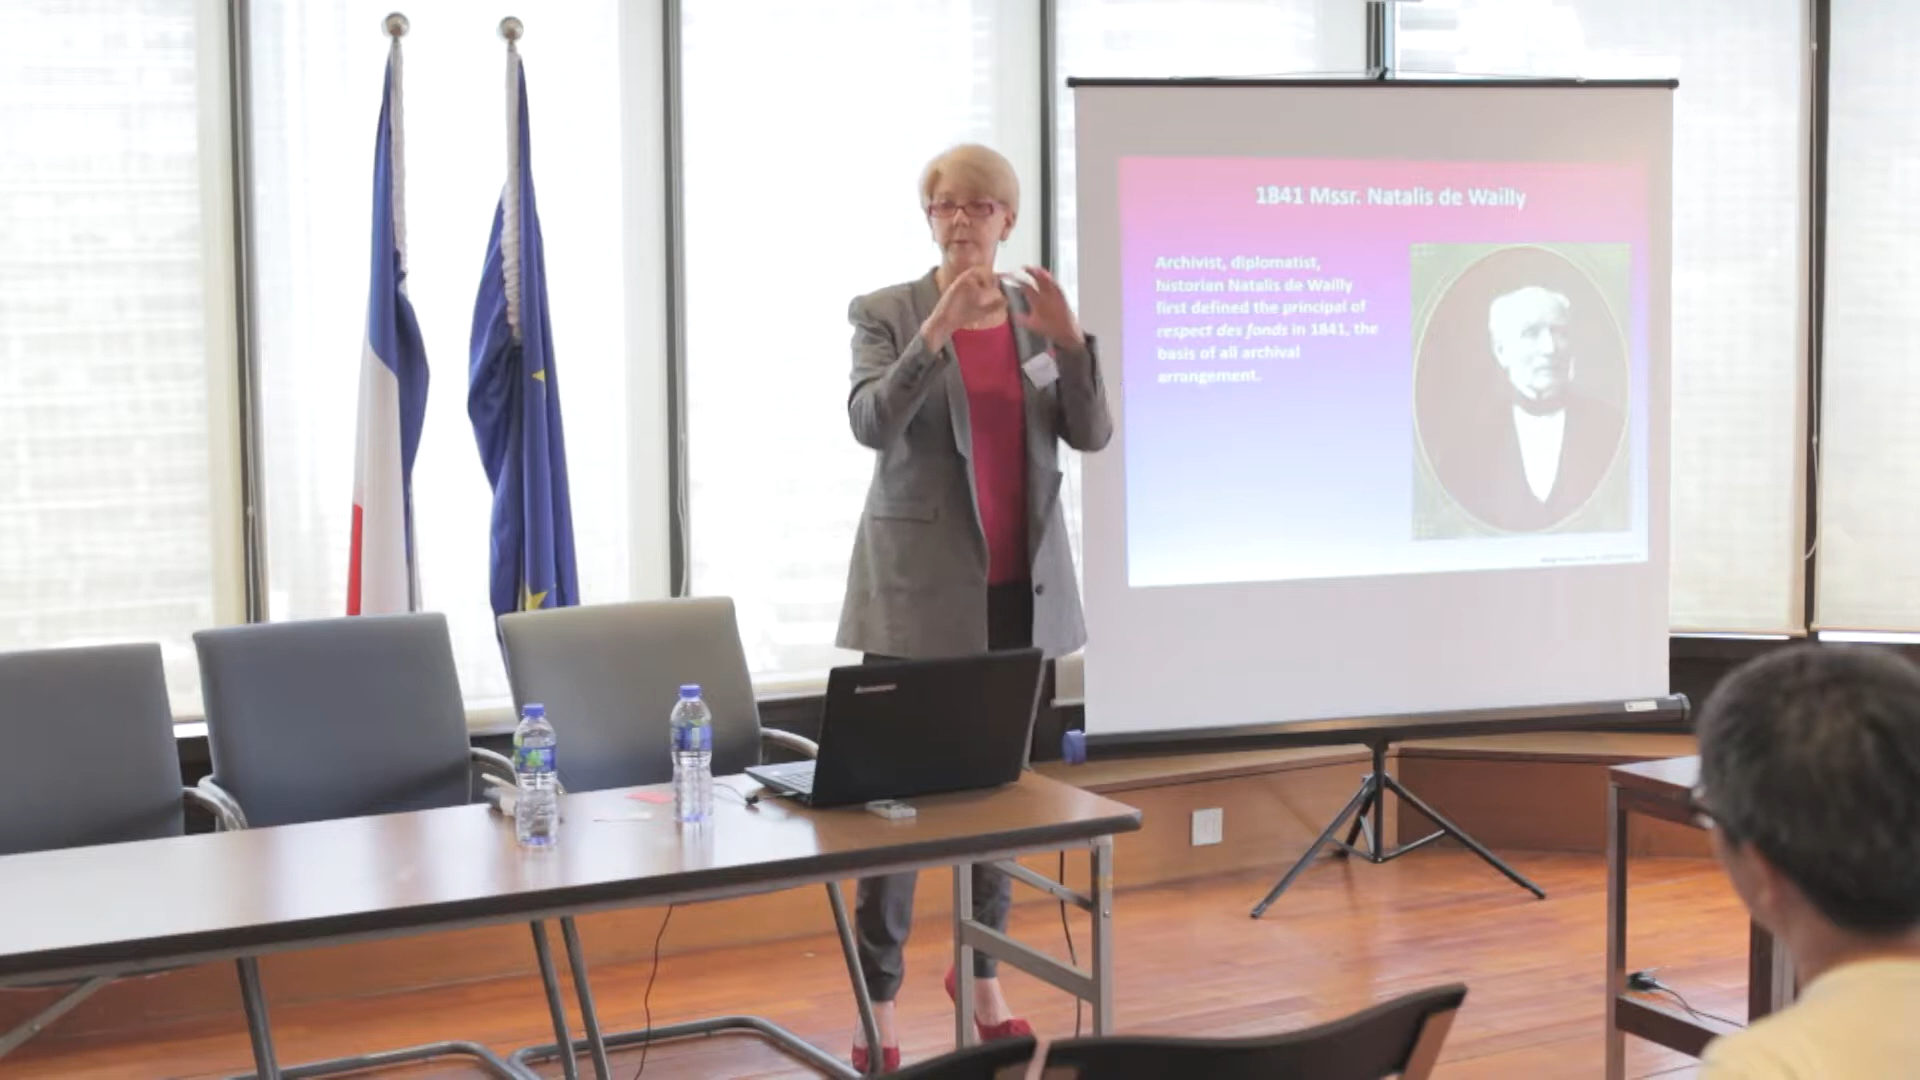 1841 Mssr. Natalis de Wailly
Archivist, diplomatist,
historian Natalis de Wailly
first defined the principal of
respect des fonds in 1841, the
basis of all archival
arrangement.